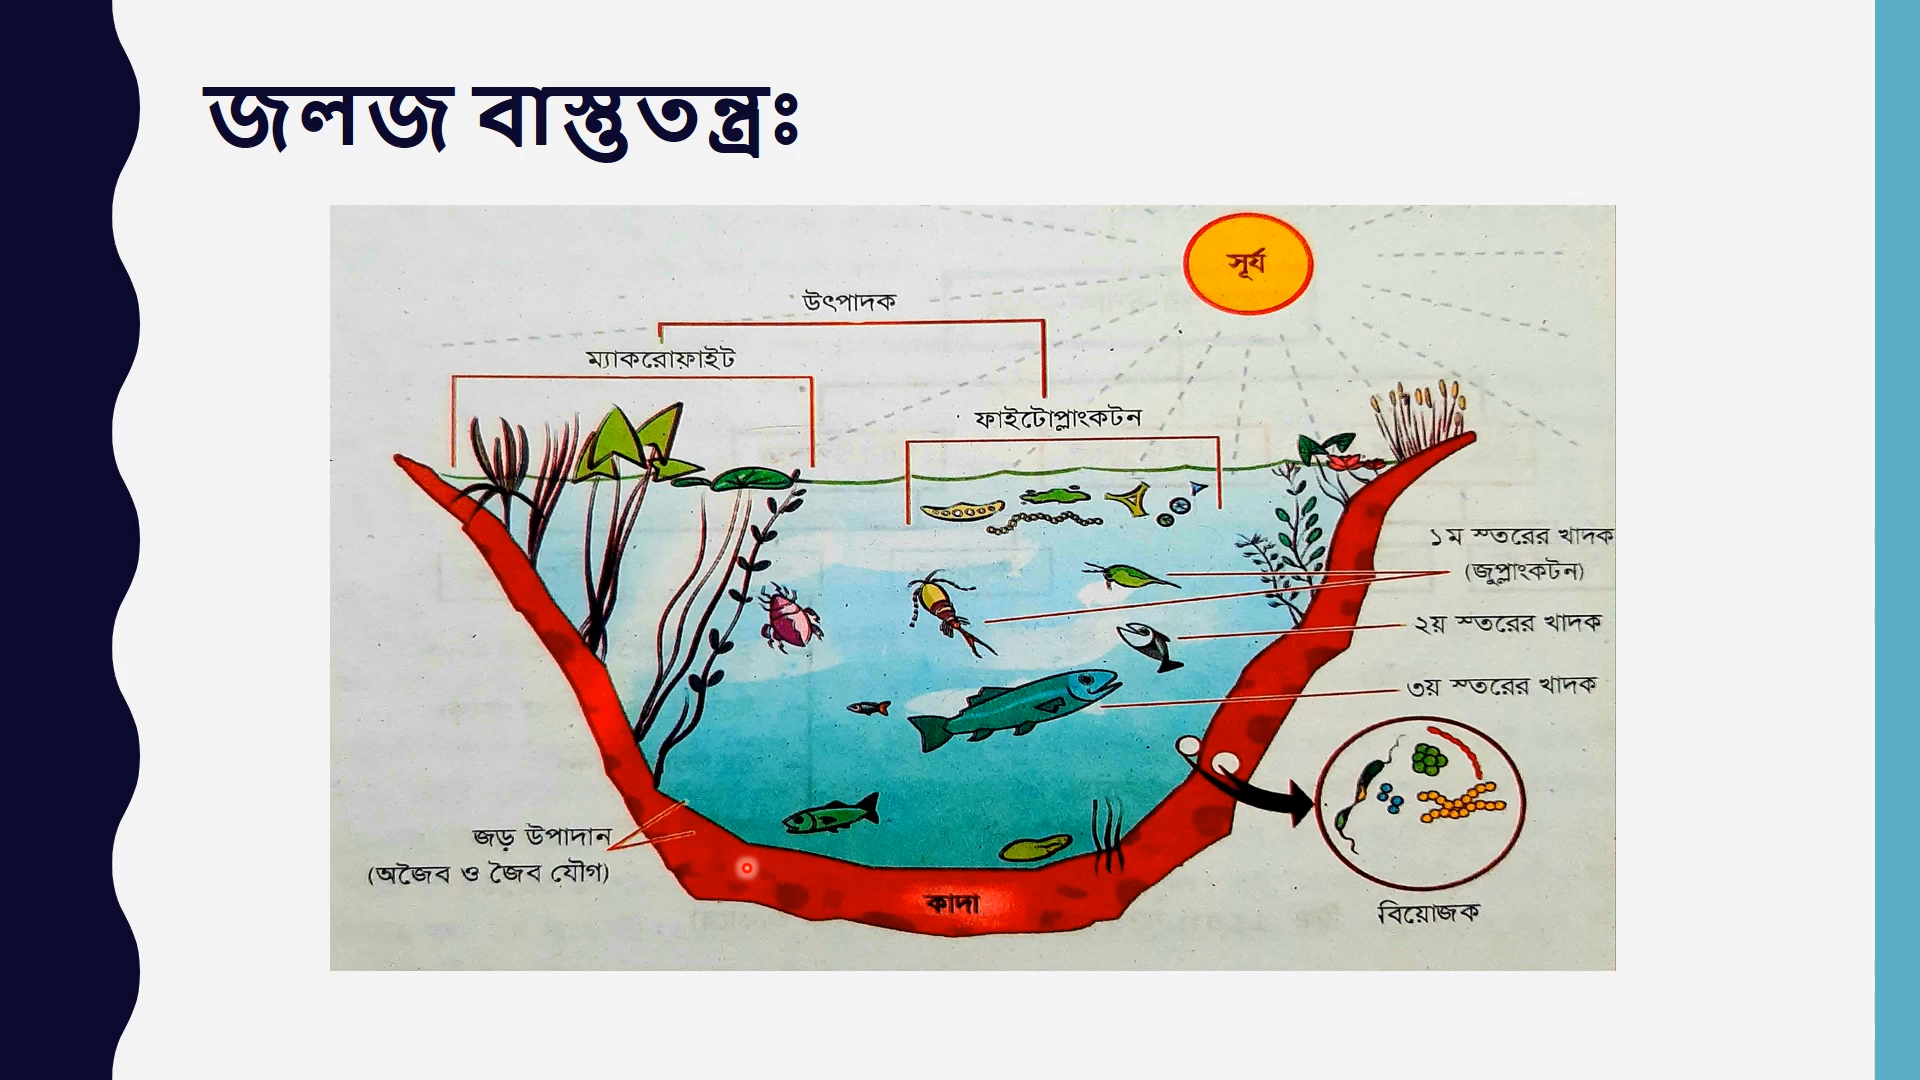 জলজ বাস্তুতন্ত্রঃ
সূর্য
উৎপাদক
ম্যাকরোফাইট
ফাইটোপ্লাংকটন
১ম স্তরের খাদক
(জুপ্লাংকটন)
২য় স্তরের খাদক
৩য় স্তরের খাদক
জড় উপাদান
(অজৈব ও জৈব যৌগ)
কাদা
বিয়োজক